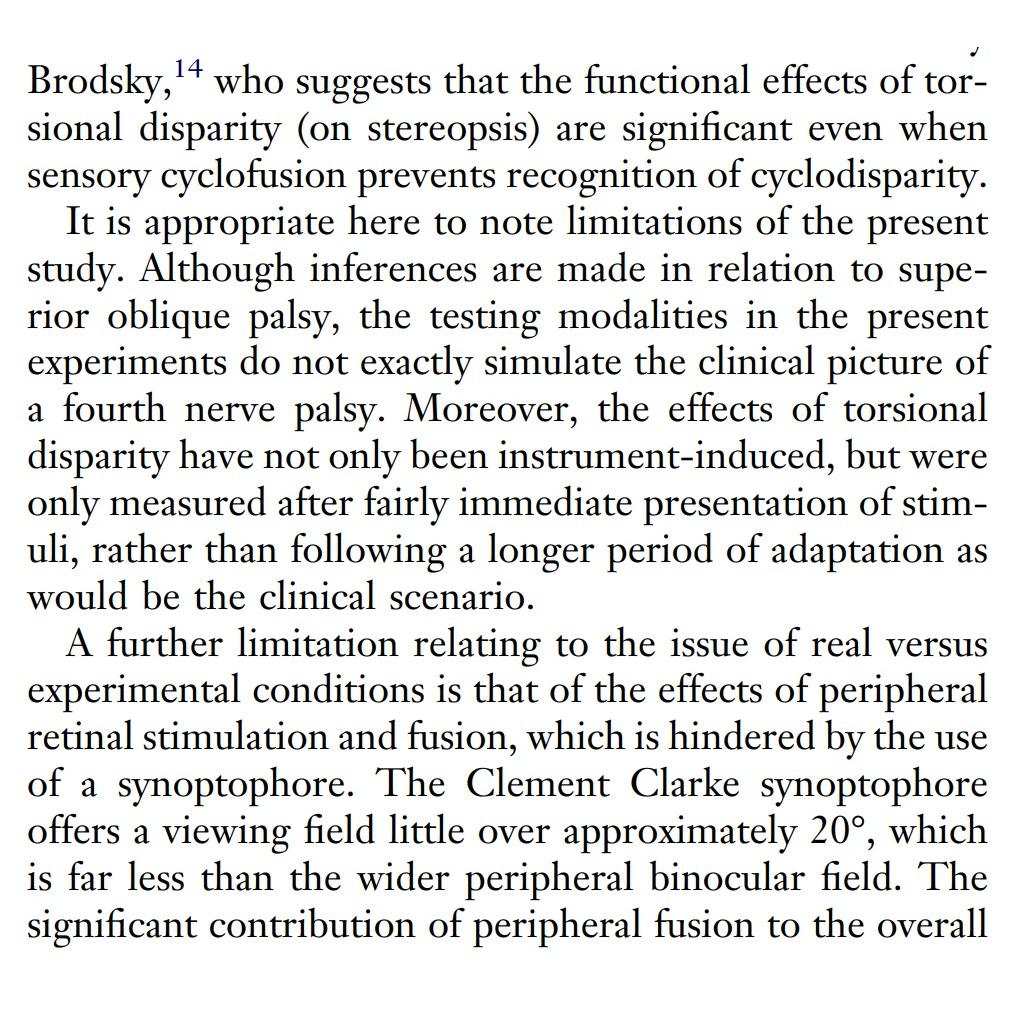 Brodsky,14 who suggests that the functional effects of tor-
sional disparity (on stereopsis) are significant even when
sensory cyclofusion prevents recognition of cyclodisparity.
It is appropriate here to note limitations of the present
study. Although inferences are made in relation to supe-
rior oblique palsy, the testing modalities in the present
experiments do not exactly simulate the clinical picture of
a fourth nerve palsy. Moreover, the effects of torsional
disparity have not only been instrument-induced, but were
only measured after fairly immediate presentation of stim-
uli, rather than following a longer period of adaptation as
would be the clinical scenario.
A further limitation relating to the issue of real versus
experimental conditions is that of the effects of peripheral
retinal stimulation and fusion, which is hindered by the use
of a synoptophore. The Clement Clarke synoptophore
offers a viewing field little over approximately 20°, which
is far less than the wider peripheral binocular field. The
significant contribution of peripheral fusion to the overall